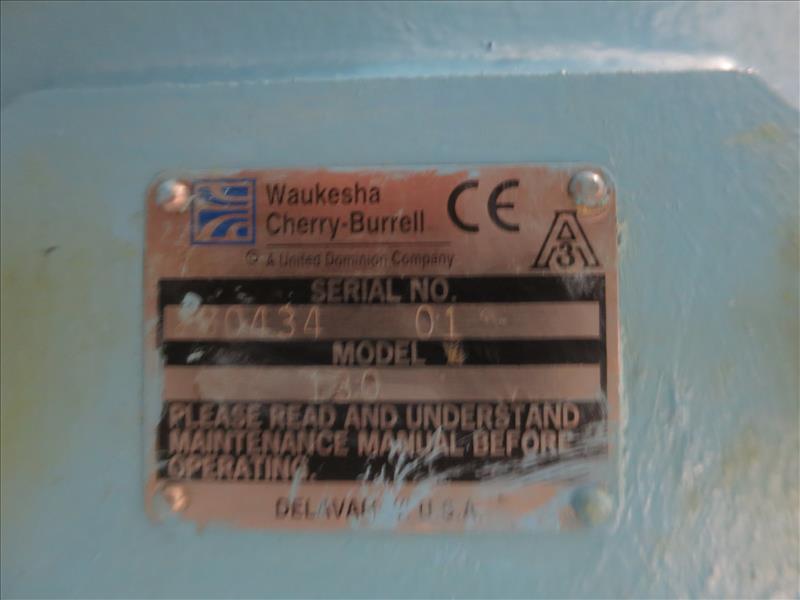 Waukesha
Cherry-Burrell
CE
A United Dominion Company
3A
SERIAL NO.
01
MODEL
PLEASE READ AND UNDERSTAND
MAINTENANCE MANUAL BEFORE
OPERATING.
U.S.A.